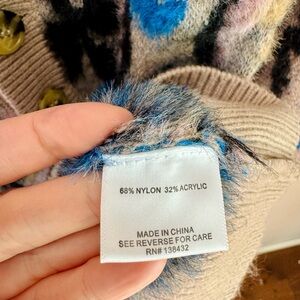 68% NYLON 32% ACRYLIC
MADE IN CHINA
SEE REVERSE FOR CARE
RN# 138432